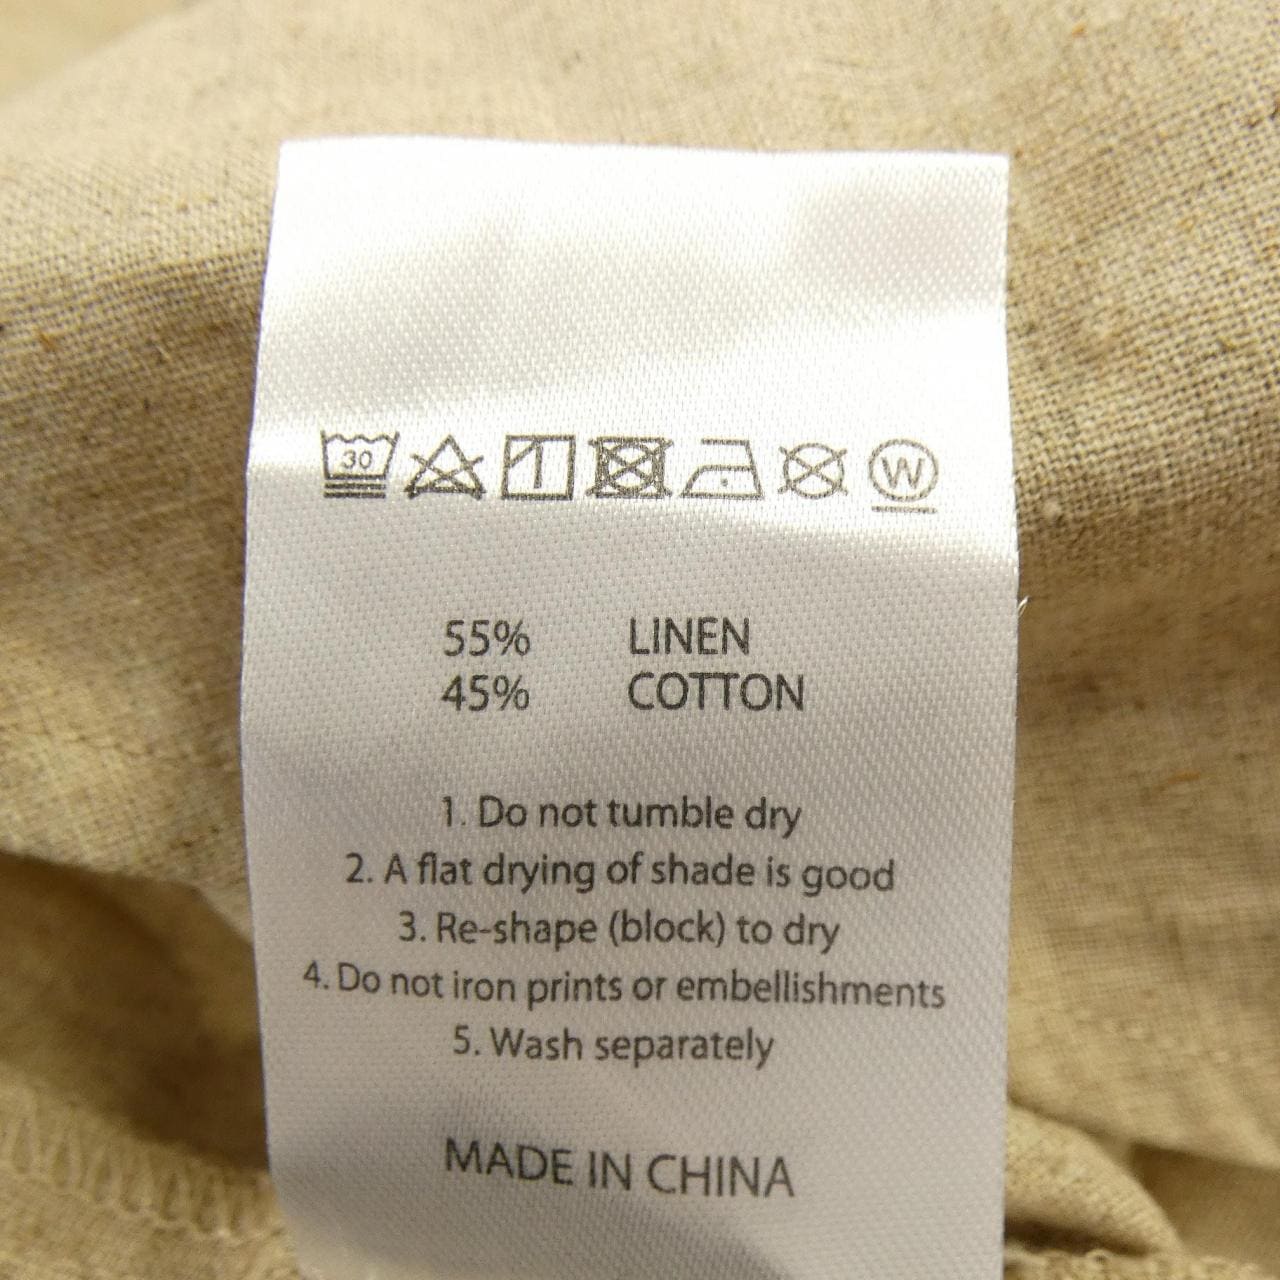 30
W
55% LINEN
45% COTTON
1. Do not tumble dry
2. A flat drying of shade is good
3. Re-shape (block) to dry
4. Do not iron prints or embellishments
5. Wash separately
MADE IN CHINA